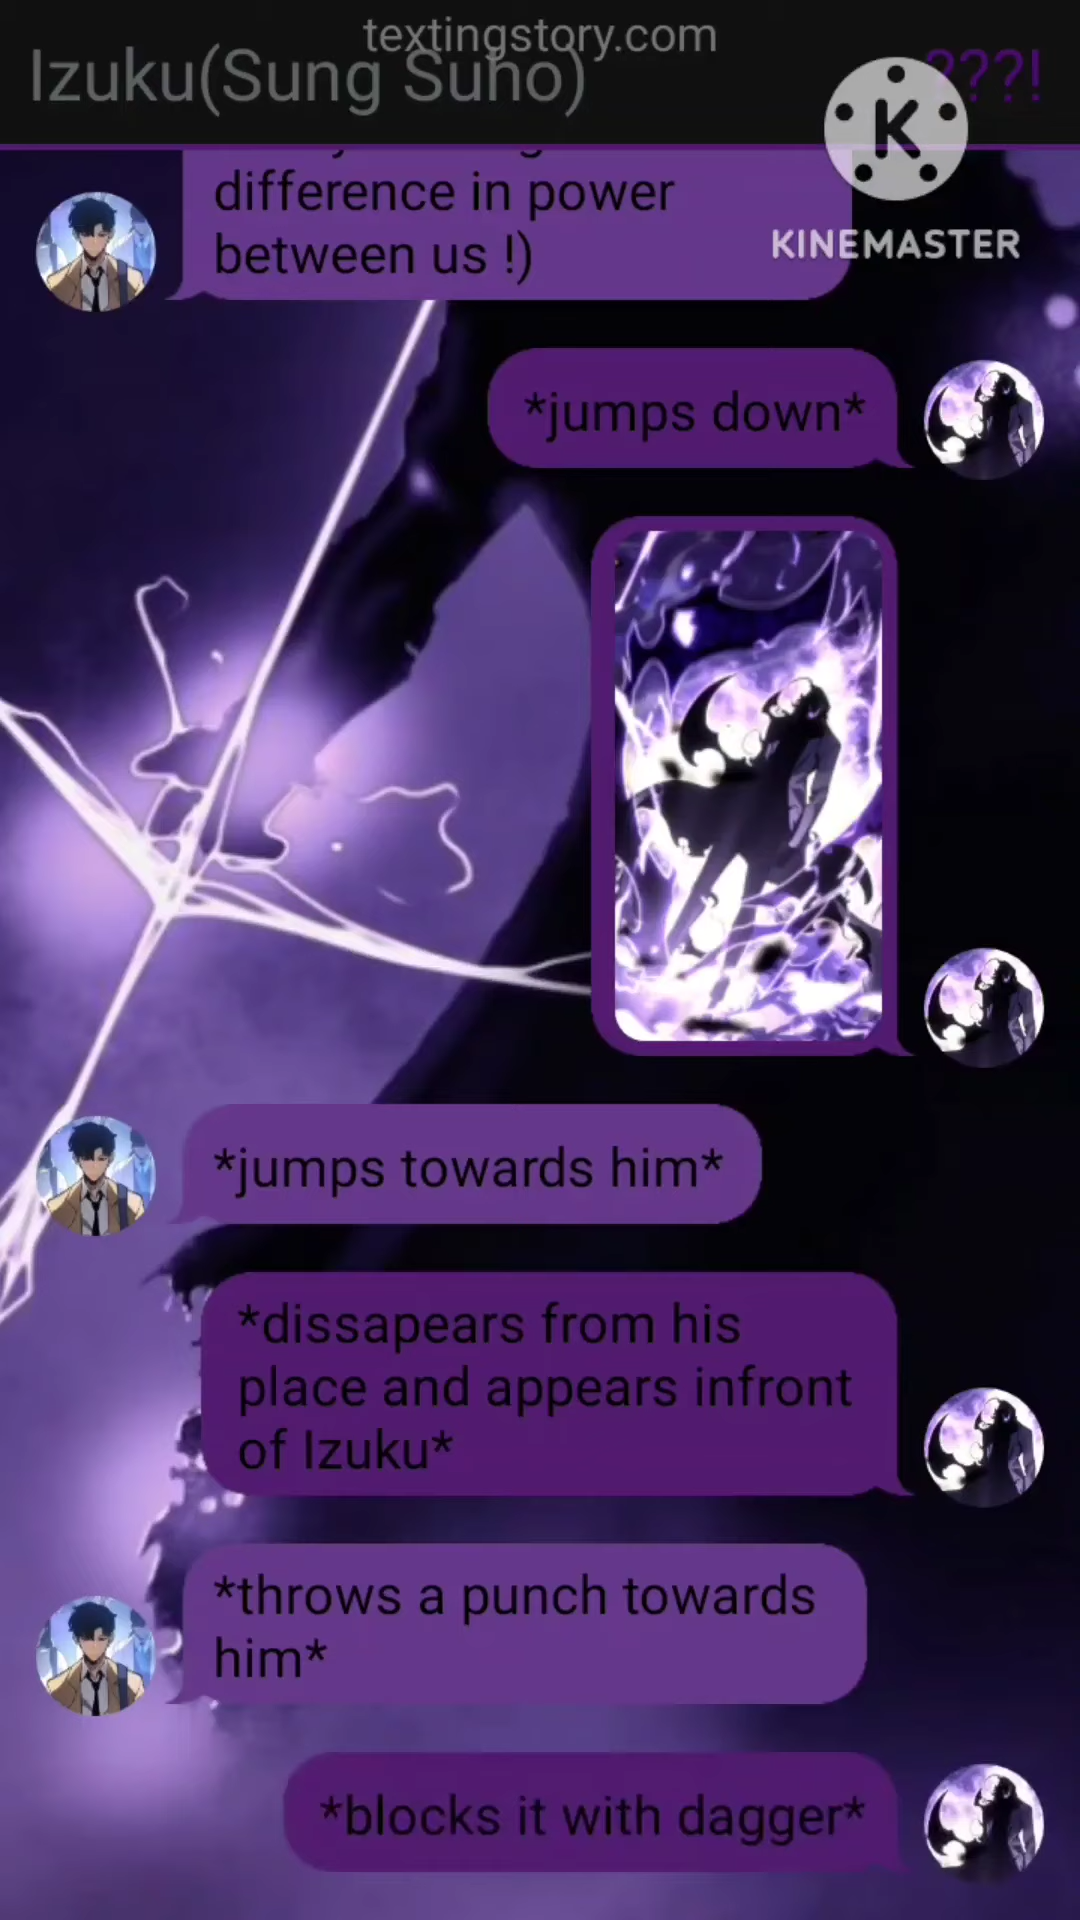 textingstory.com
Izuku(Sung Suho)
???!
K
KINEMASTER
difference in power
between us !)
*jumps down*
*jumps towards him*
*dissapears from his
place and appears infront
of Izuku*
*throws a punch towards
him*
*blocks it with dagger*